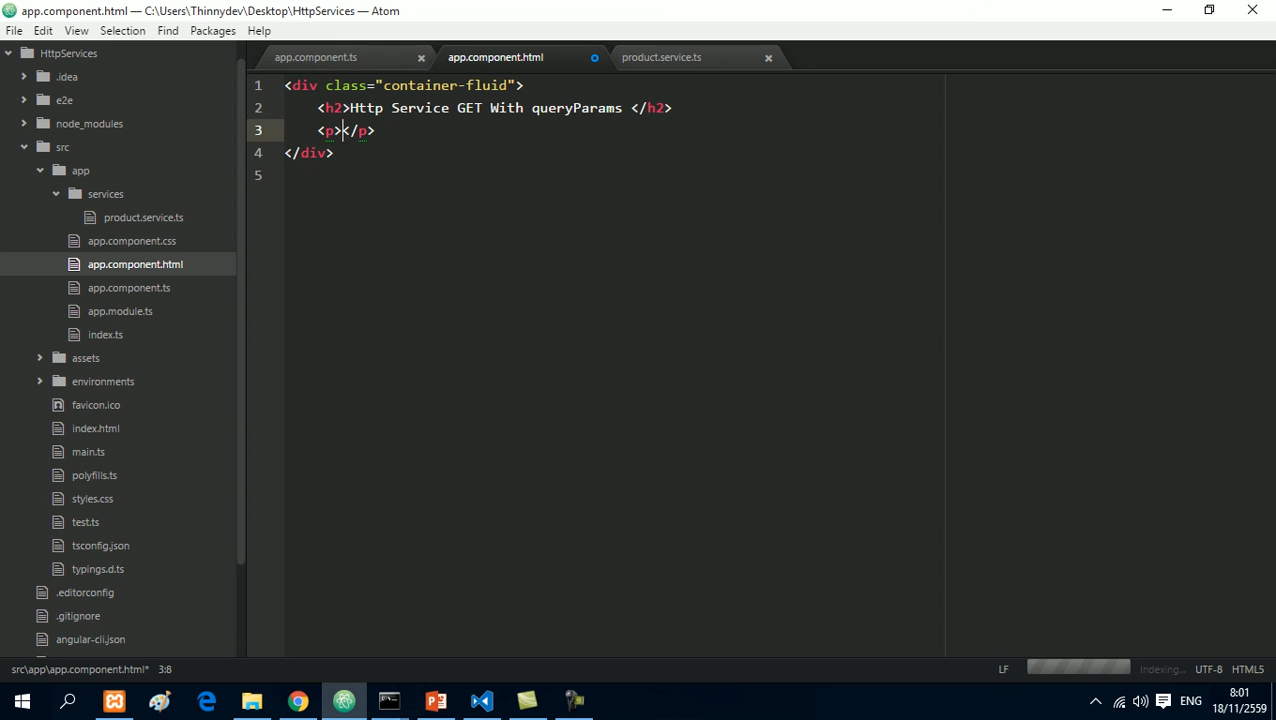 app.component.html — C:\Users\Thinnydev\Desktop\HttpServices — Atom
File Edit View Selection Find Packages Help
HttpServices
.idea
e2e
node_modules
src
app
services
product.service.ts
app.component.css
app.component.html
app.component.ts
app.module.ts
index.ts
assets
environments
favicon.ico
index.html
main.ts
polyfills.ts
styles.css
test.ts
tsconfig.json
typings.d.ts
.editorconfig
.gitignore
angular-cli.json
app.component.ts app.component.html product.service.ts
1 <div class="container-fluid">
2 <h2>Http Service GET With queryParams </h2>
3 <p></p>
4 </div>
5
src\app\app.component.html* 3:8 LF Indexing... UTF-8 HTML5
ENG 8:01
18/11/2559